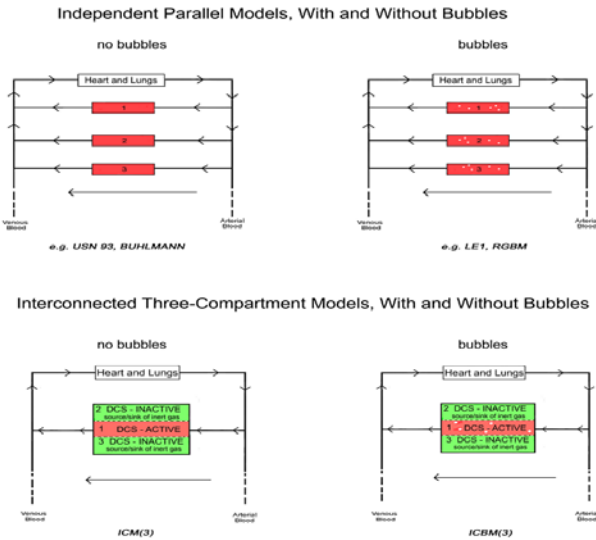 Independent Parallel Models, With and Without Bubbles
no bubbles
bubbles
Heart and Lungs
Heart and Lungs
1
1
2
2
3
3
Venous
Blood
Arterial
Blood
Venous
Blood
Arterial
Blood
e.g. USN 93, BUHLMANN
e.g. LE1, RGBM
Interconnected Three-Compartment Models, With and Without Bubbles
no bubbles
bubbles
Heart and Lungs
Heart and Lungs
2 DCS - INACTIVE
source/sink of inert gas
1 DCS - ACTIVE
3 DCS - INACTIVE
source/sink of inert gas
2 DCS - INACTIVE
source/sink of inert gas
1 DCS - ACTIVE
3 DCS - INACTIVE
source/sink of inert gas
Venous
Blood
Arterial
Blood
Venous
Blood
Arterial
Blood
ICM(3)
ICBM(3)